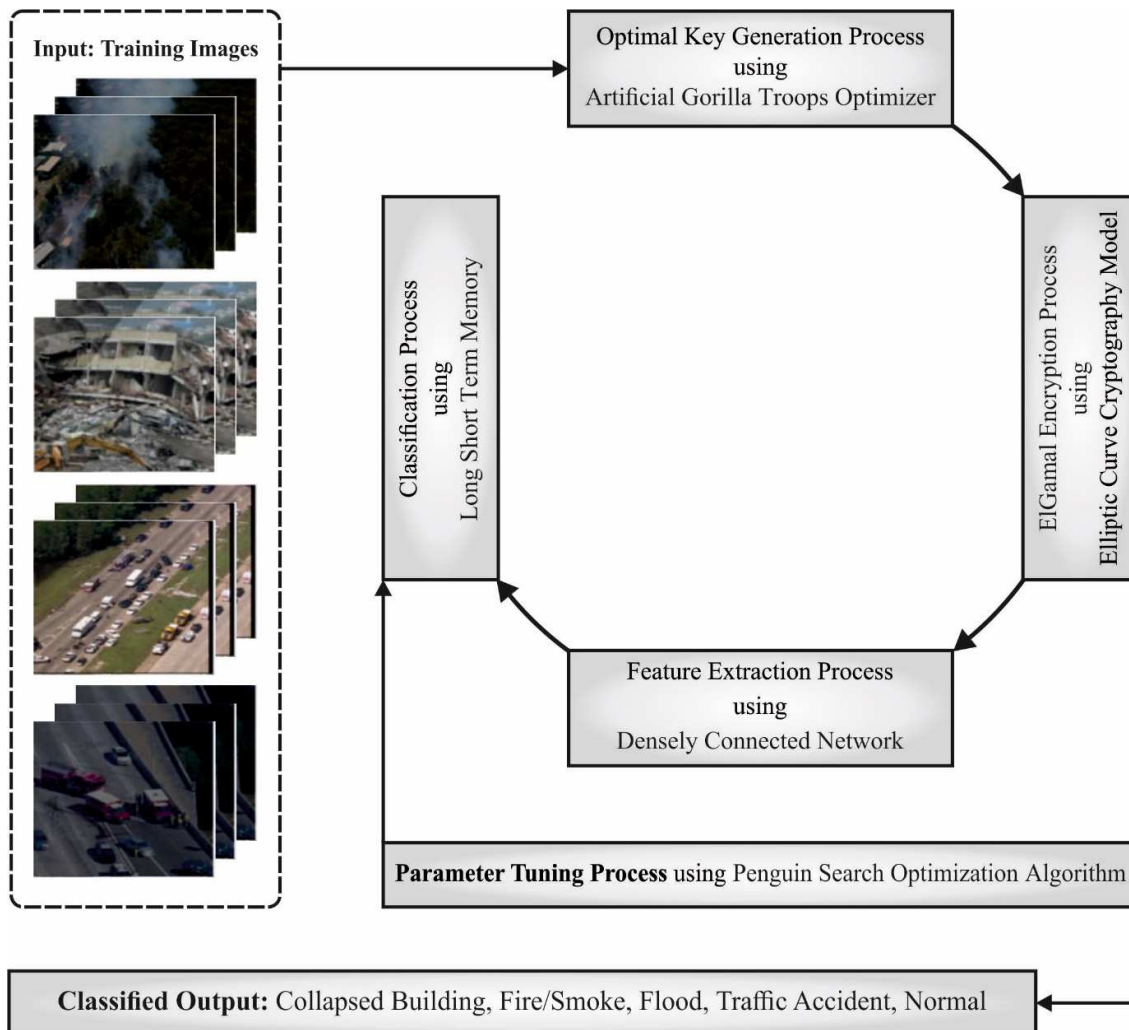 Input: Training Images
Optimal Key Generation Process
using
Artificial Gorilla Troops Optimizer
ElGamal Encryption Process
using
Elliptic Curve Cryptography Model
Feature Extraction Process
using
Densely Connected Network
Classification Process
using
Long Short Term Memory
Parameter Tuning Process using Penguin Search Optimization Algorithm
Classified Output: Collapsed Building, Fire/Smoke, Flood, Traffic Accident, Normal